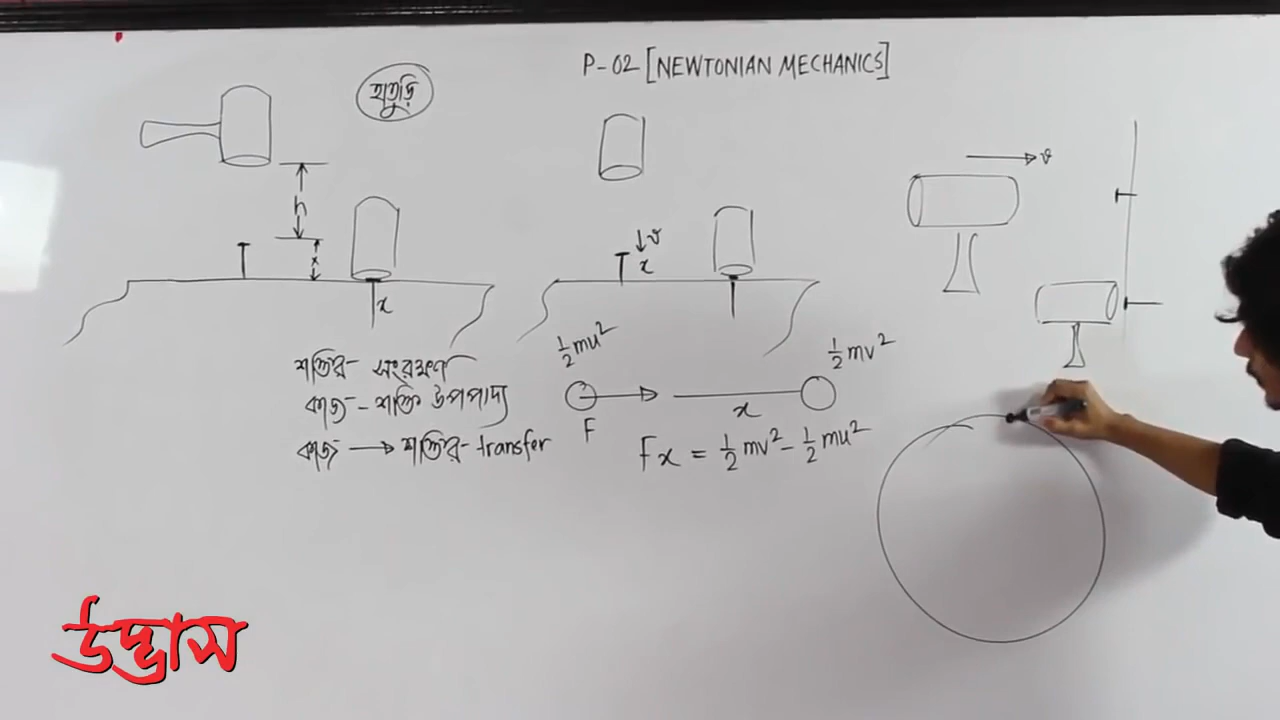 P-02 [NEWTONIAN MECHANICS]
হাতুড়ি
h
x
x
v
x
v
শক্তির সংরক্ষণ
কাজ - শক্তি উপপাদ্য
কাজ → শক্তির transfer
½mu²
½mv²
F
x
Fx = ½mv² - ½mu²
উদ্ভাস